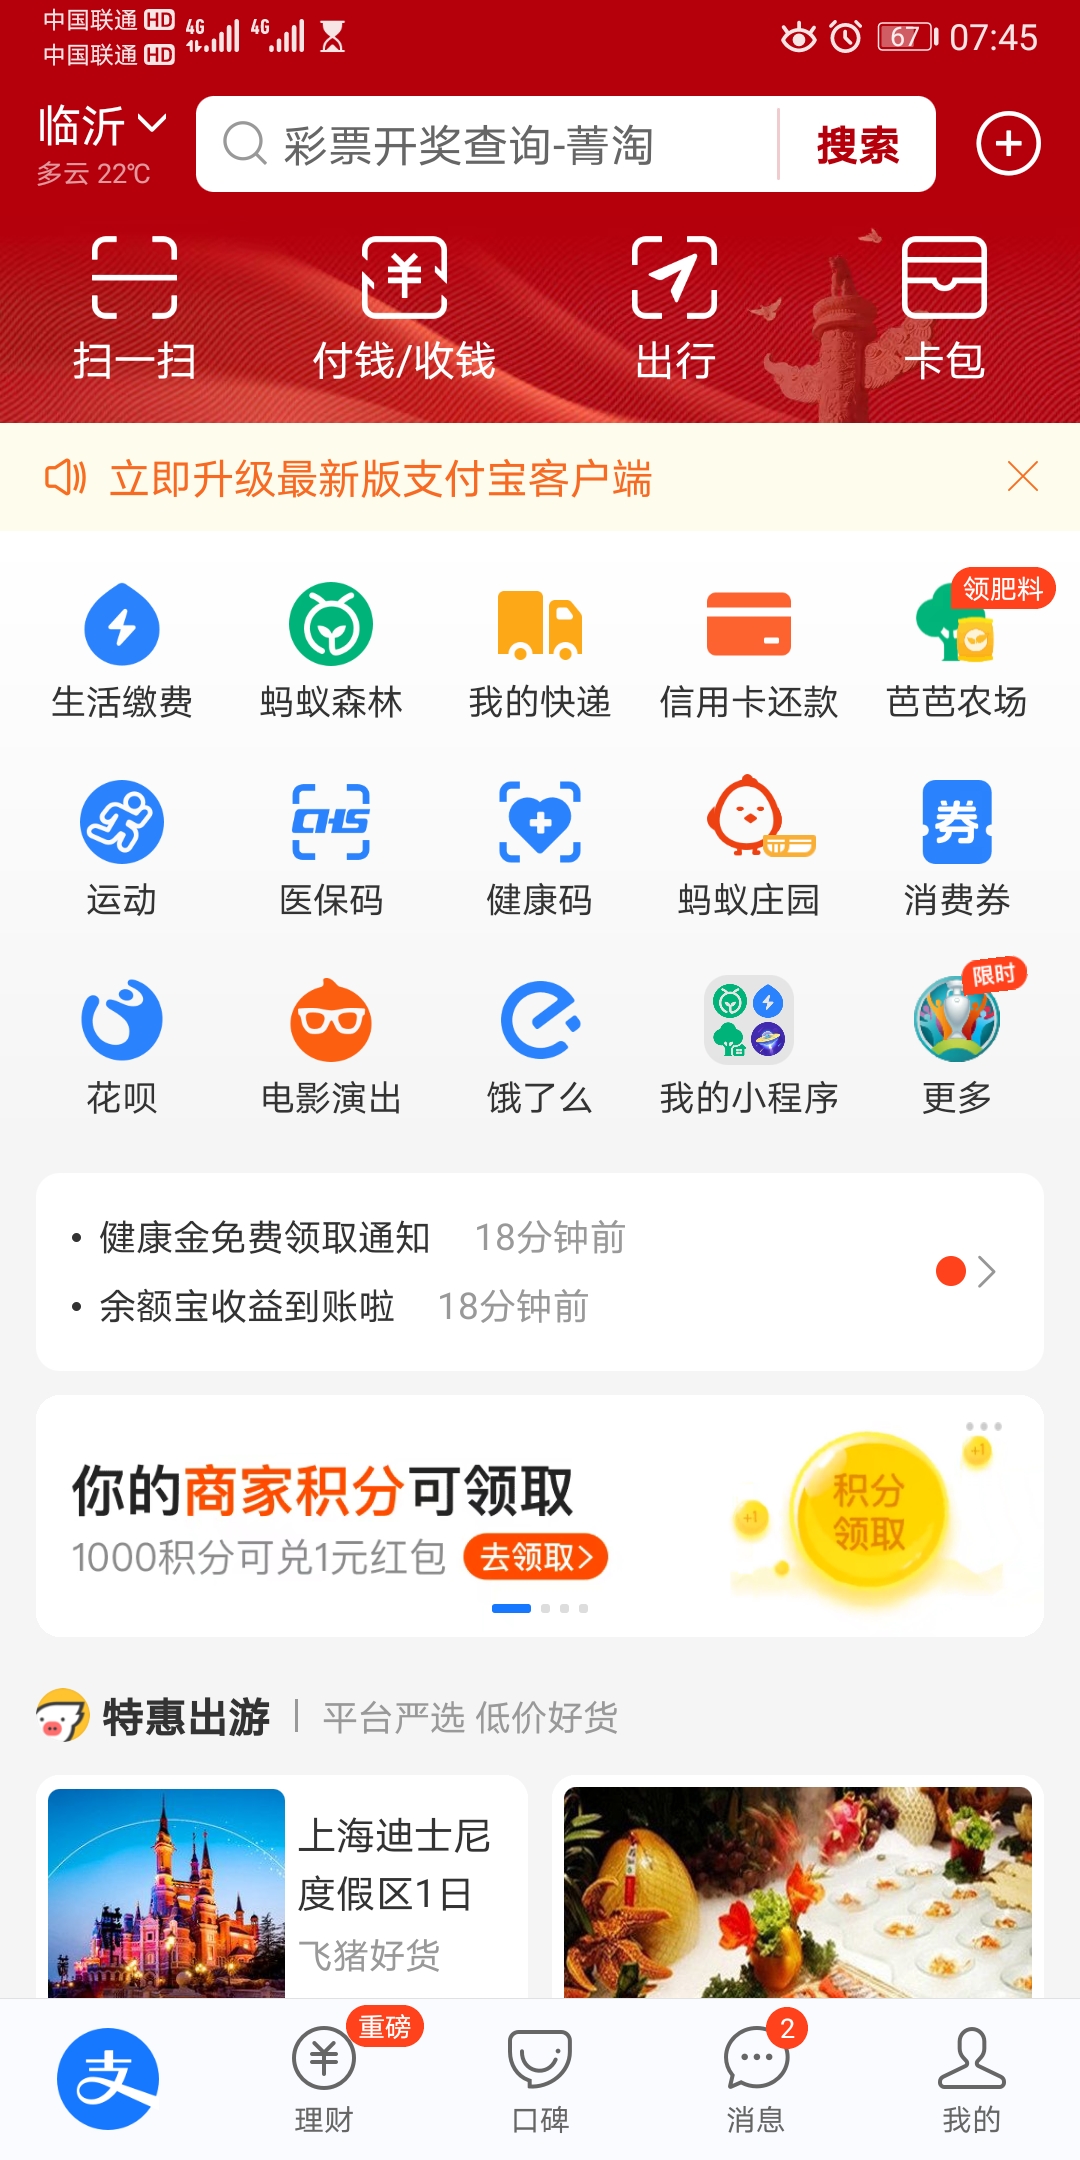 中国联通 HD 4G 4G 67 07:45
中国联通 HD
临沂
多云 22℃
彩票开奖查询-菁淘
搜索
扫一扫 付钱/收钱 出行 卡包
立即升级最新版支付宝客户端
领肥料
生活缴费 蚂蚁森林 我的快递 信用卡还款 芭芭农场
CHS 券
运动 医保码 健康码 蚂蚁庄园 消费券
限时
花呗 电影演出 饿了么 我的小程序 更多
• 健康金免费领取通知 18分钟前
• 余额宝收益到账啦 18分钟前
你的商家积分可领取
1000积分可兑1元红包 去领取>
+1
+1
积分
领取
特惠出游 | 平台严选 低价好货
上海迪士尼
度假区1日
飞猪好货
支
重磅
2
理财 口碑 消息 我的